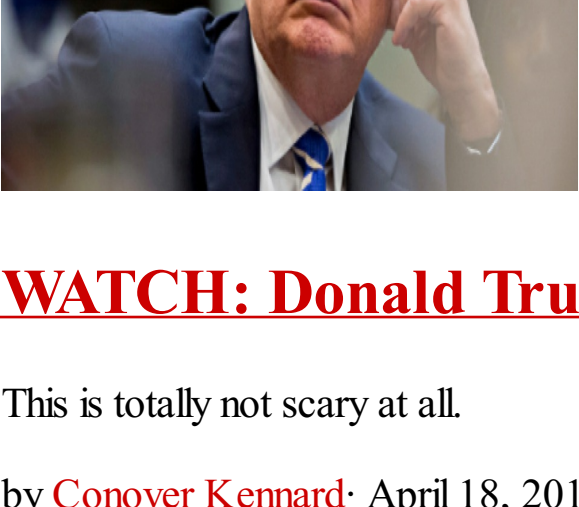 WATCH: Donald Tru
This is totally not scary at all.
by Conover Kennard· April 18, 201